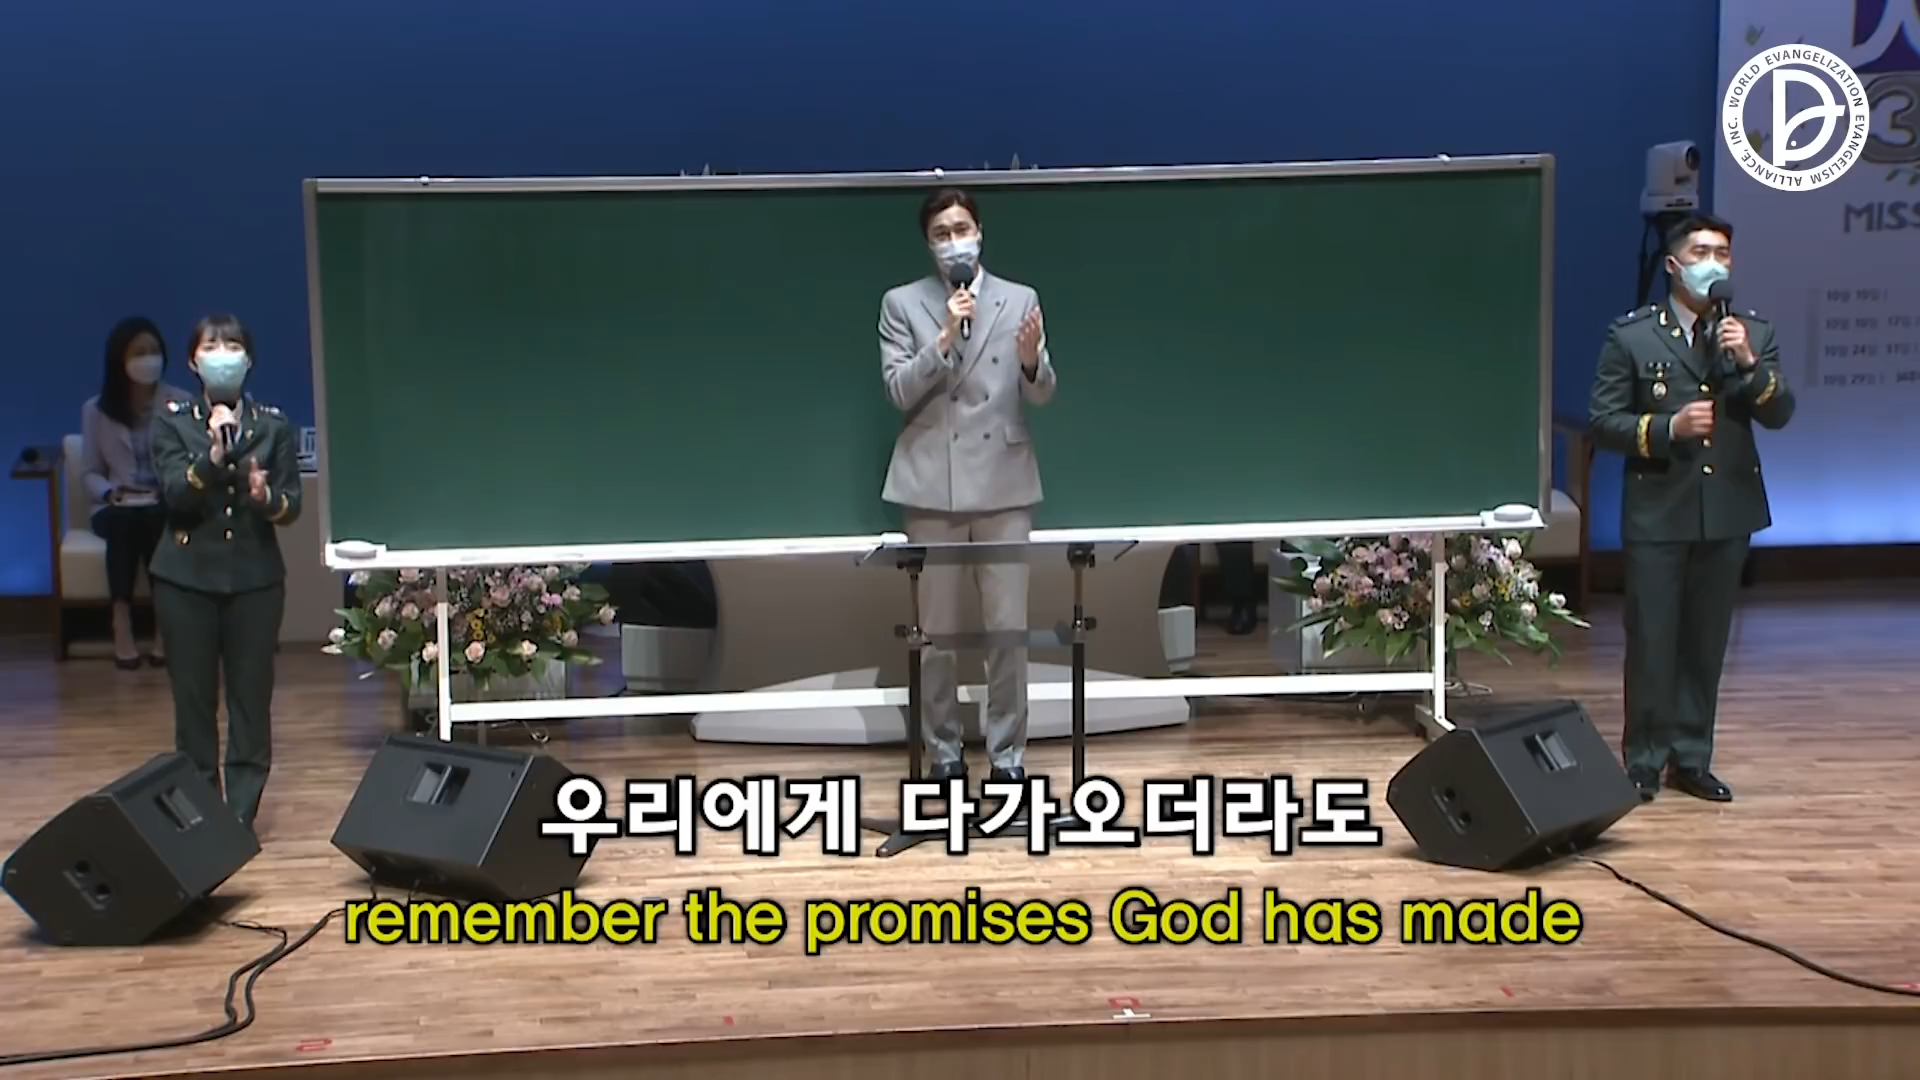 WORLD EVANGELIZATION EVANGELISM ALLIANCE, INC.
3
MISS
우리에게 다가오더라도
remember the promises God has made